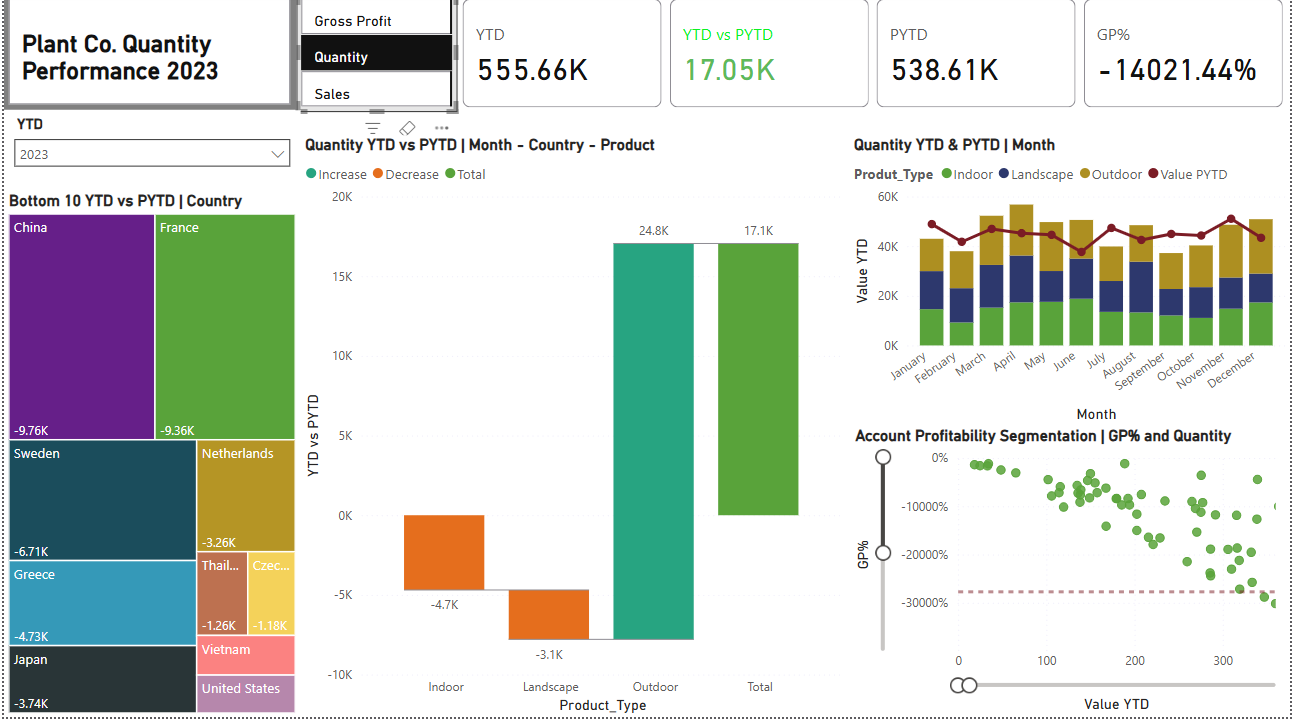 Plant Co. Quantity
Performance 2023
Gross Profit
Quantity
Sales
YTD
555.66K
YTD vs PYTD
17.05K
PYTD
538.61K
GP%
-14021.44%
YTD
2023
Bottom 10 YTD vs PYTD | Country
China
-9.76K
France
-9.36K
Sweden
-6.71K
Netherlands
-3.26K
Greece
-4.73K
Thail...
-1.26K
Czec...
-1.18K
Japan
-3.74K
Vietnam
United States
Quantity YTD vs PYTD | Month - Country - Product
Increase Decrease Total
YTD vs PYTD
20K
15K
10K
5K
0K
-5K
-10K
24.8K
17.1K
-4.7K
-3.1K
Indoor Landscape Outdoor Total
Product_Type
Quantity YTD & PYTD | Month
Produt_Type Indoor Landscape Outdoor Value PYTD
Value YTD
60K
40K
20K
0K
January February March April May June July August September October November December
Month
Account Profitability Segmentation | GP% and Quantity
GP%
0%
-10000%
-20000%
-30000%
0 100 200 300
Value YTD